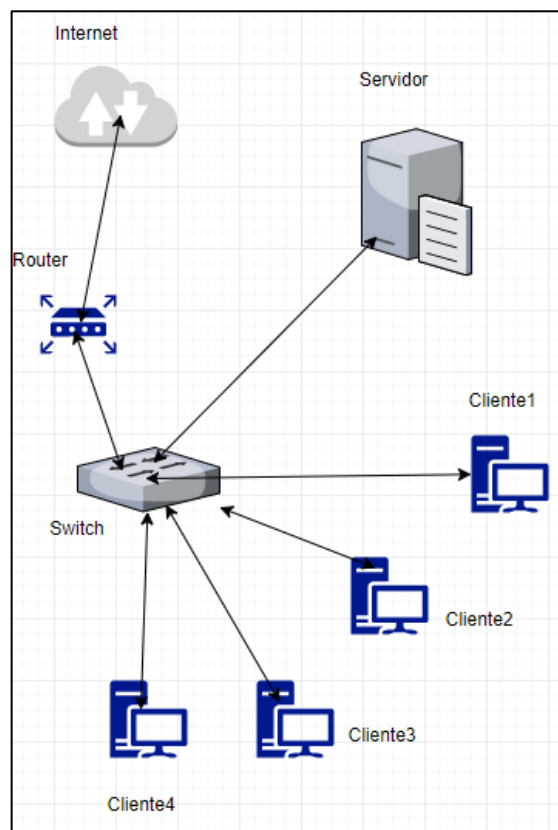 Internet
Servidor
Router
Cliente1
Switch
Cliente2
Cliente3
Cliente4